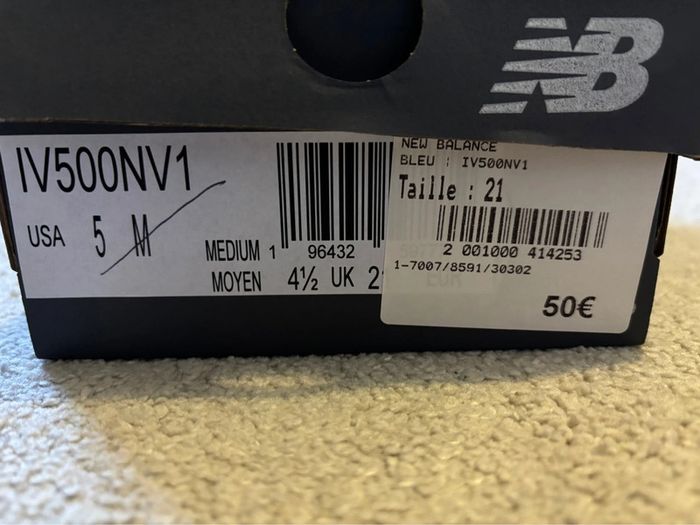 NB
IV500NV1
USA 5 M
MEDIUM 1 96432
MOYEN 4½ UK 2
NEW BALANCE
BLEU : IV500NV1
Taille : 21
2 001000 414253
1-7007/8591/30302
50€